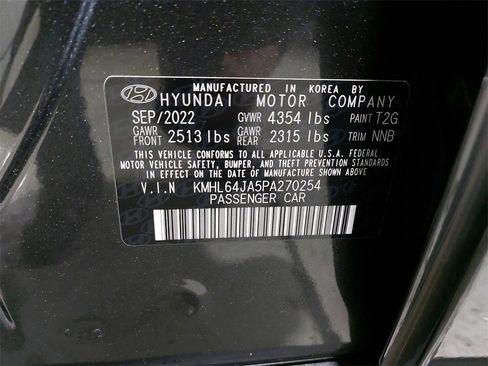 MANUFACTURED IN KOREA BY
HYUNDAI MOTOR COMPANY
SEP/2022 GVWR 4354 lbs PAINT T2G
GAWR FRONT 2513 lbs GAWR REAR 2315 lbs TRIM NNB
THIS VEHICLE CONFORMS TO ALL APPLICABLE U.S.A. FEDERAL
MOTOR VEHICLE SAFETY, BUMPER, AND THEFT PREVENTION STANDARDS
IN EFFECT ON THE DATE OF MANUFACTURE SHOWN ABOVE.
V.I.N KMHL64JA5PA270254
PASSENGER CAR